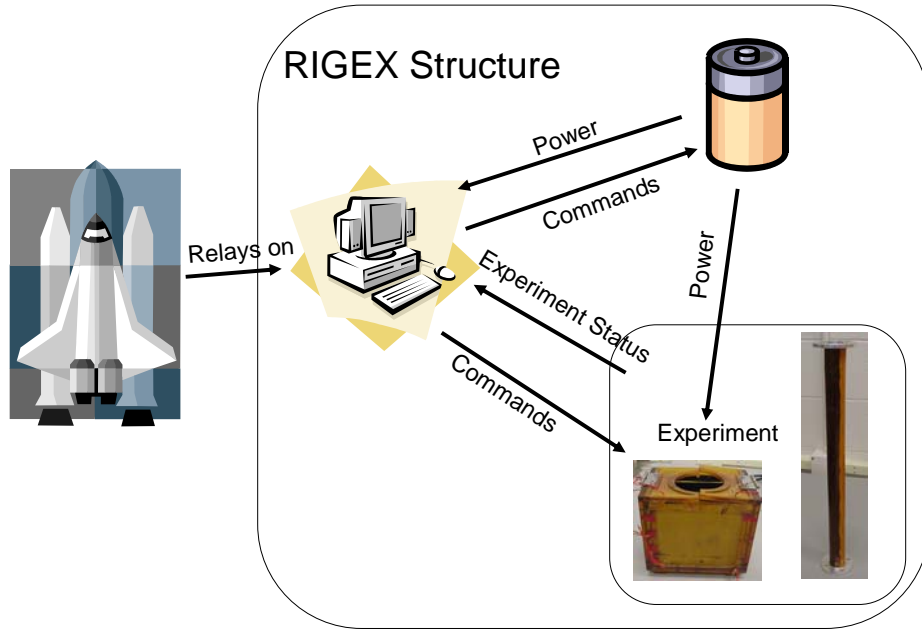 RIGEX Structure
Power
Commands
Relays on
Power
Experiment Status
Commands
Experiment